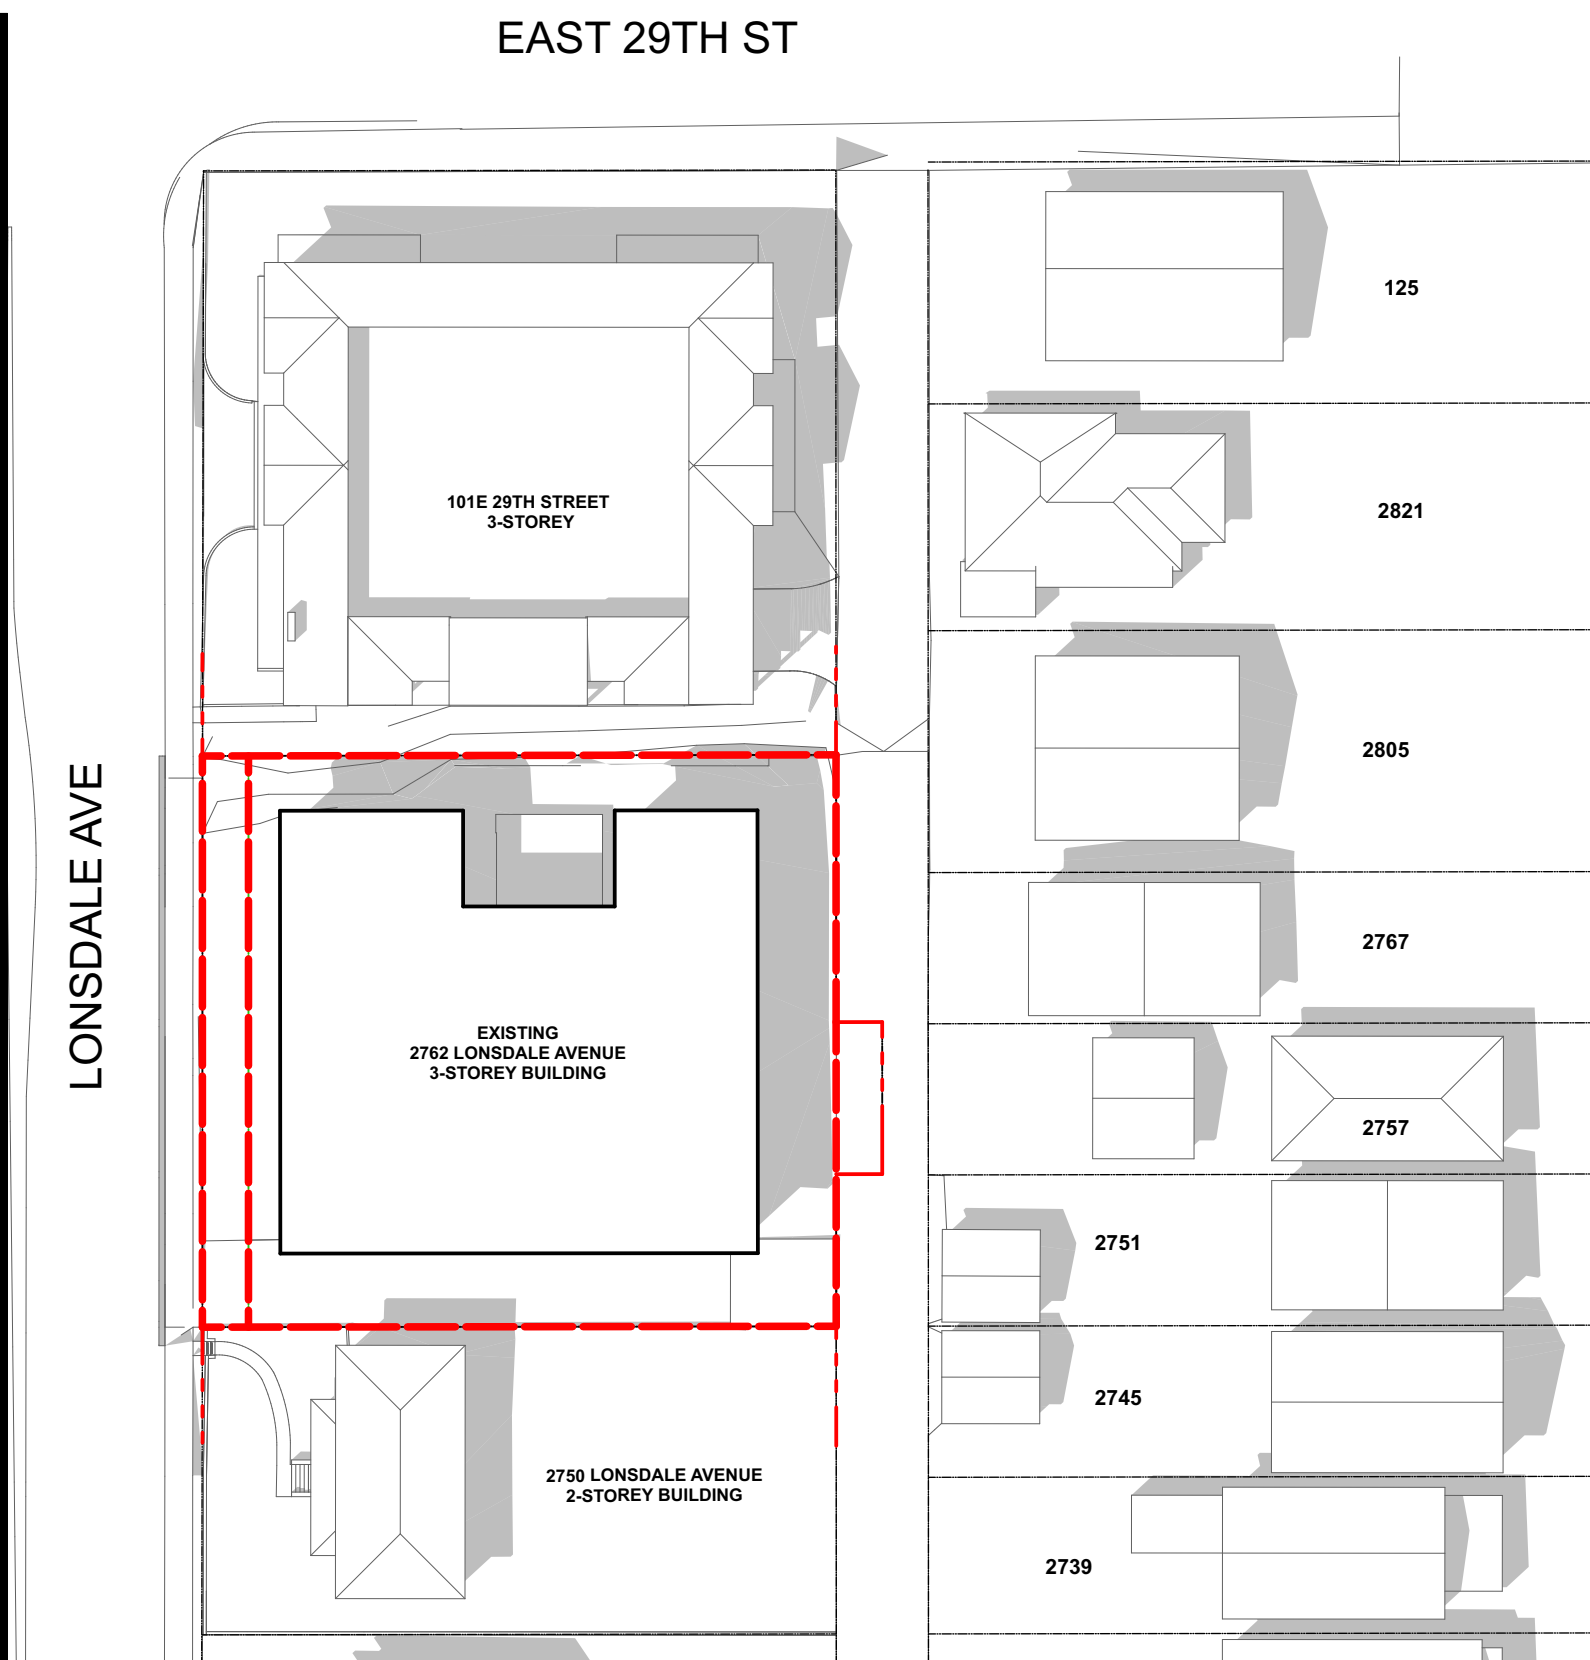 EAST 29TH ST
125
101E 29TH STREET
3-STOREY
2821
2805
LONSDALE AVE
2767
EXISTING
2762 LONSDALE AVENUE
3-STOREY BUILDING
2757
2751
2745
2750 LONSDALE AVENUE
2-STOREY BUILDING
2739